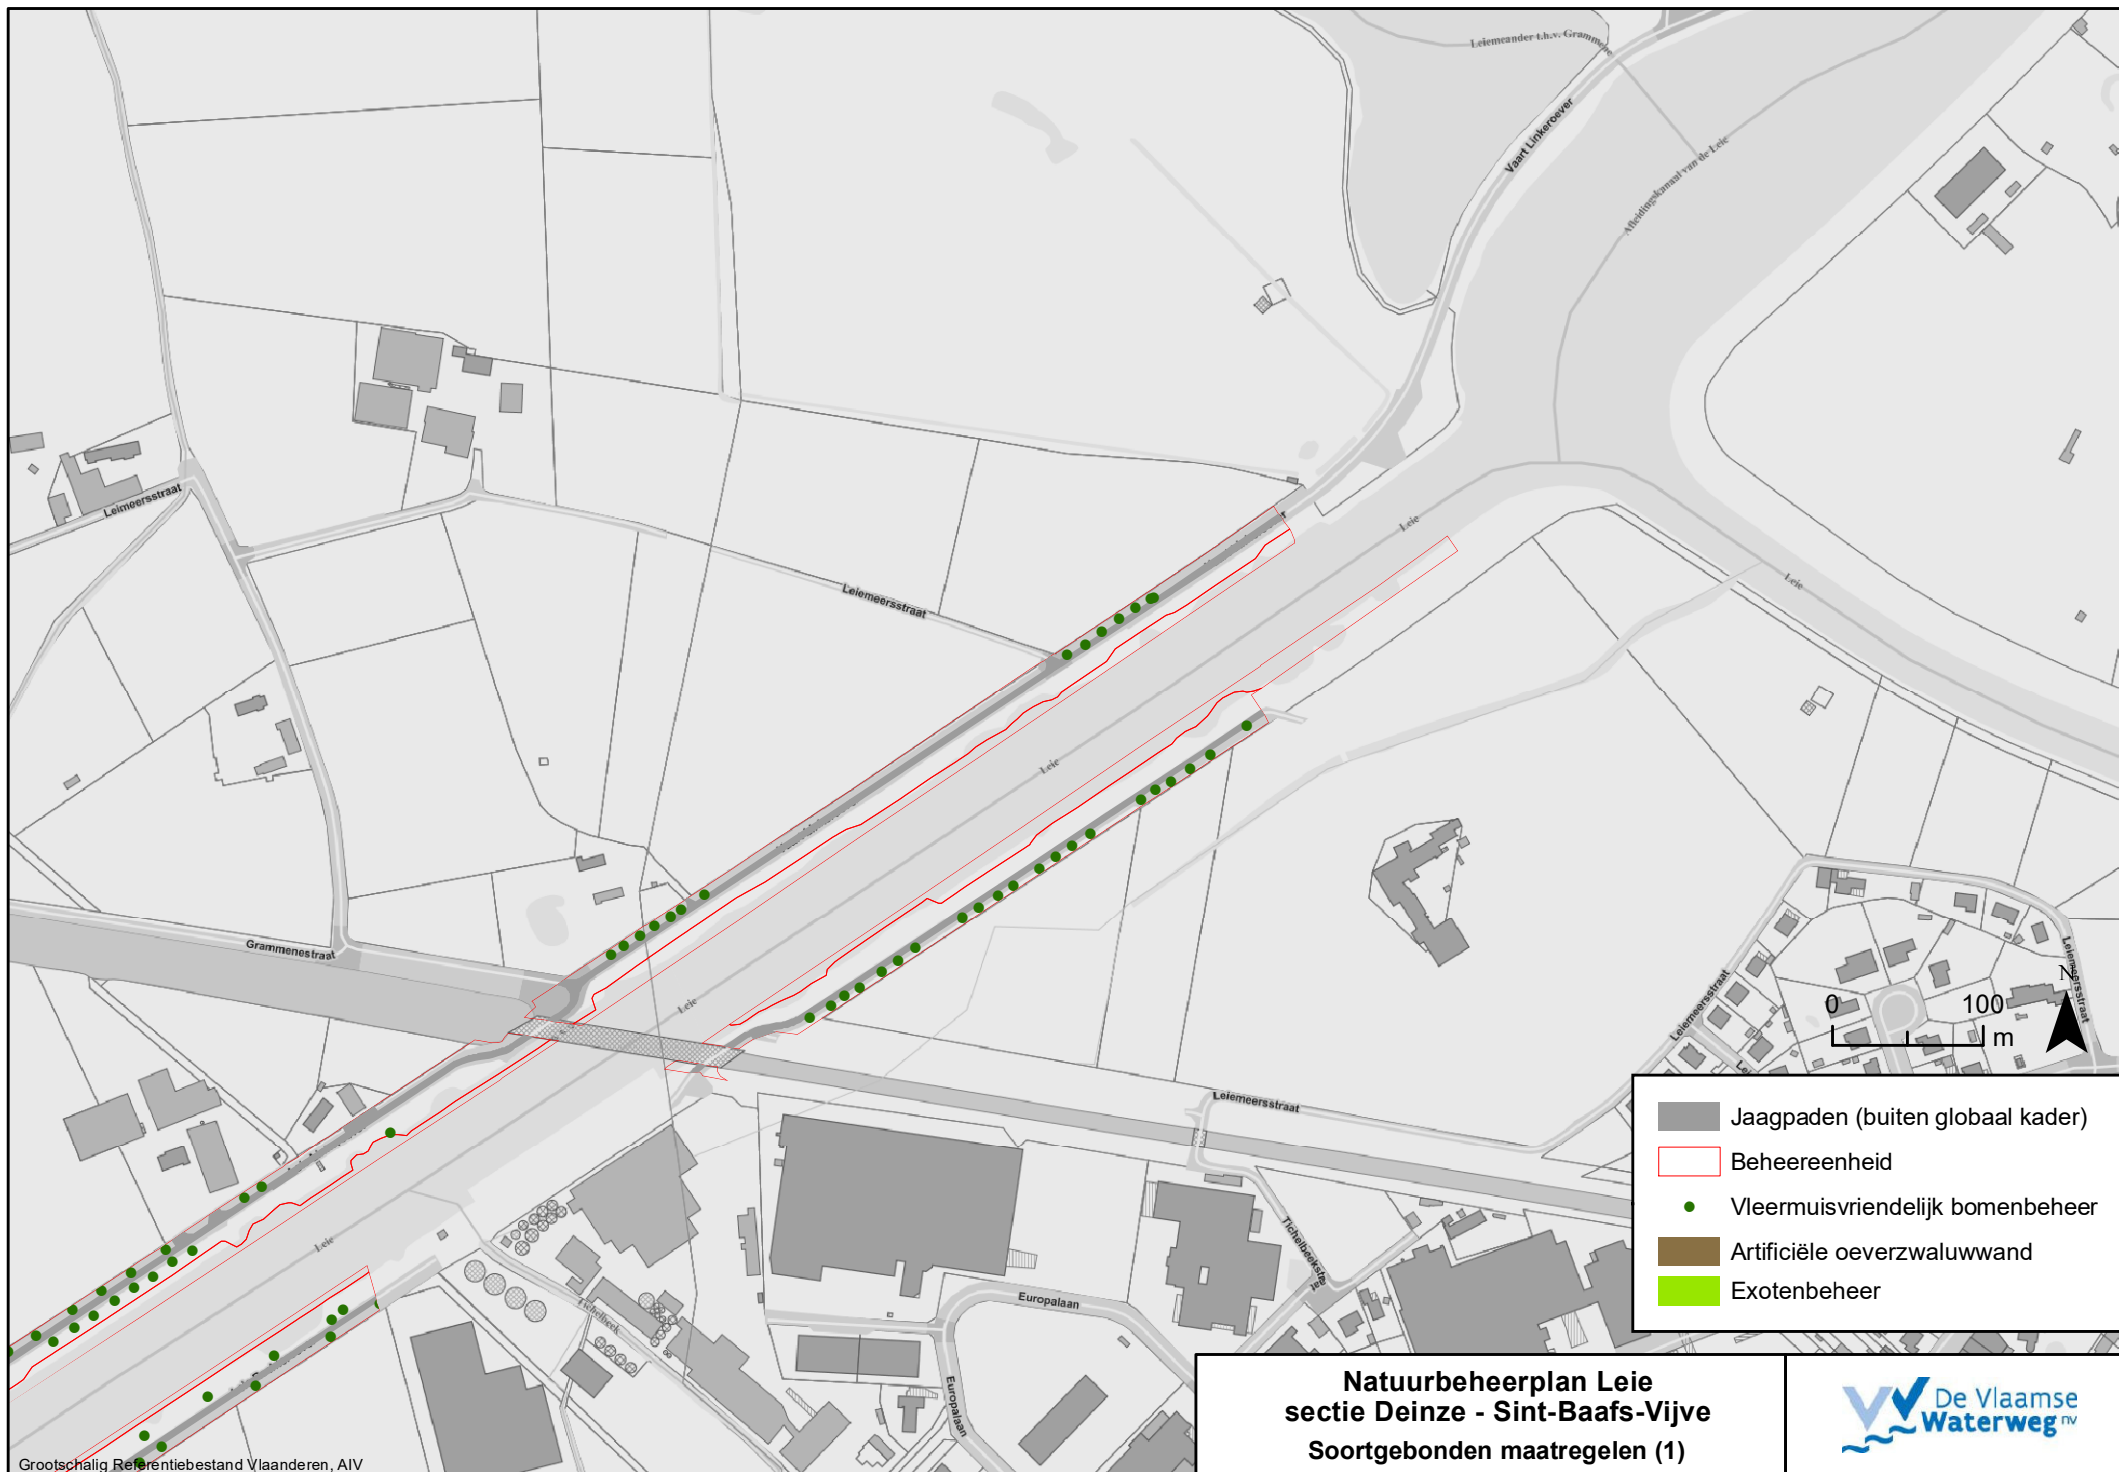 Leiemeander t.h.v. Grammene
Vaart Linkeroever
Afleidingskanaal van de Leie
Leimeersstraat
Leiemeersstraat
Leie
Leie
Leie
Leie
Leie
Grammenestraat
Leiemeersstraat
Leiemeersstraat
Leiemeersstraat
Tichelbeekstraat
Tichelbeek
Europalaan
Europalaan
N
0 100
m
Jaagpaden (buiten globaal kader)
Beheereenheid
Vleermuisvriendelijk bomenbeheer
Artificiële oeverzwaluwwand
Exotenbeheer
Natuurbeheerplan Leie
sectie Deinze - Sint-Baafs-Vijve
Soortgebonden maatregelen (1)
De Vlaamse
Waterweg nv
Grootschalig Referentiebestand Vlaanderen, AIV